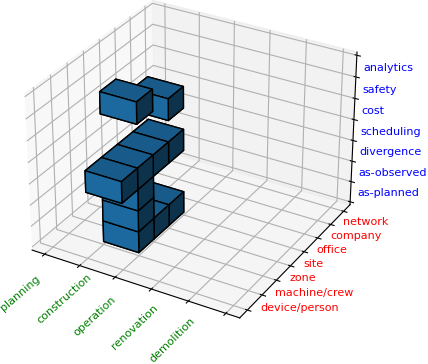 analytics
safety
cost
scheduling
divergence
as-observed
as-planned
network
company
office
site
zone
machine/crew
device/person
planning
construction
operation
renovation
demolition